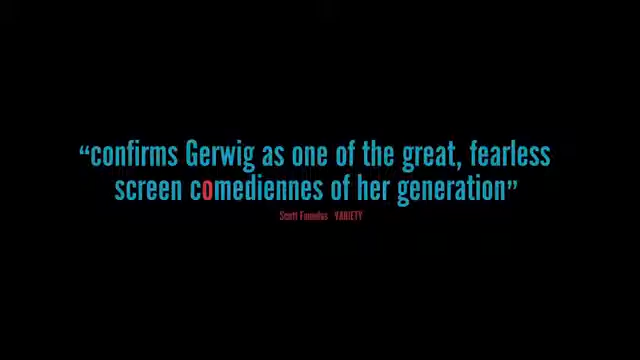 “confirms Gerwig as one of the great, fearless
screen comediennes of her generation”
Scott Foundas VARIETY